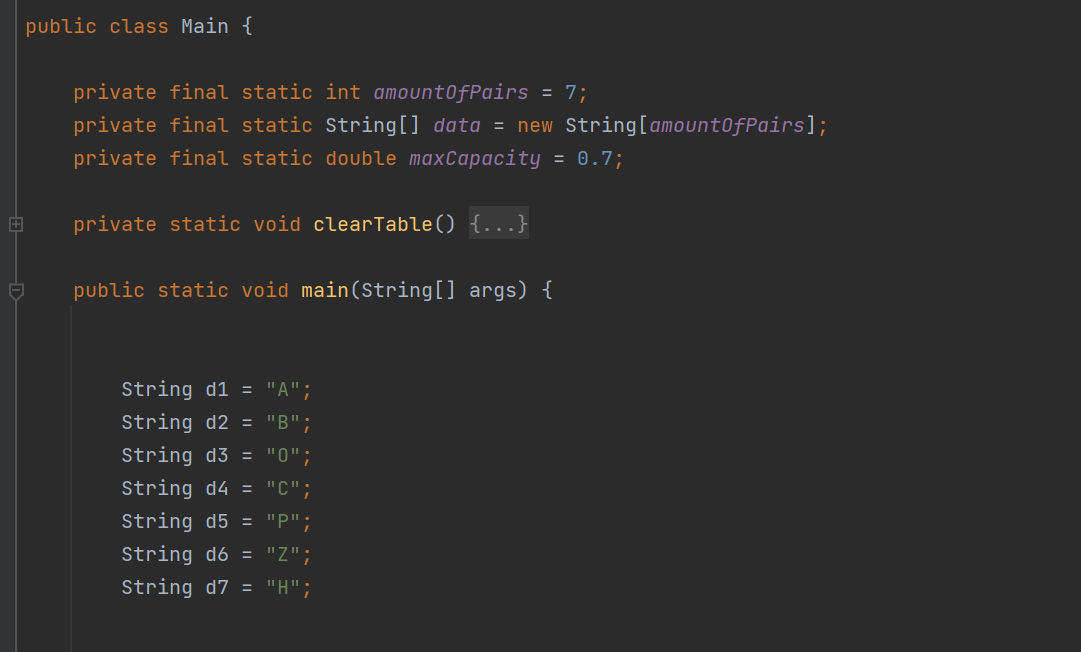 public class Main {
private final static int amountOfPairs = 7;
private final static String[] data = new String[amountOfPairs];
private final static double maxCapacity = 0.7;
private static void clearTable() {...}
public static void main(String[] args) {
String d1 = "A";
String d2 = "B";
String d3 = "O";
String d4 = "C";
String d5 = "P";
String d6 = "Z";
String d7 = "H";